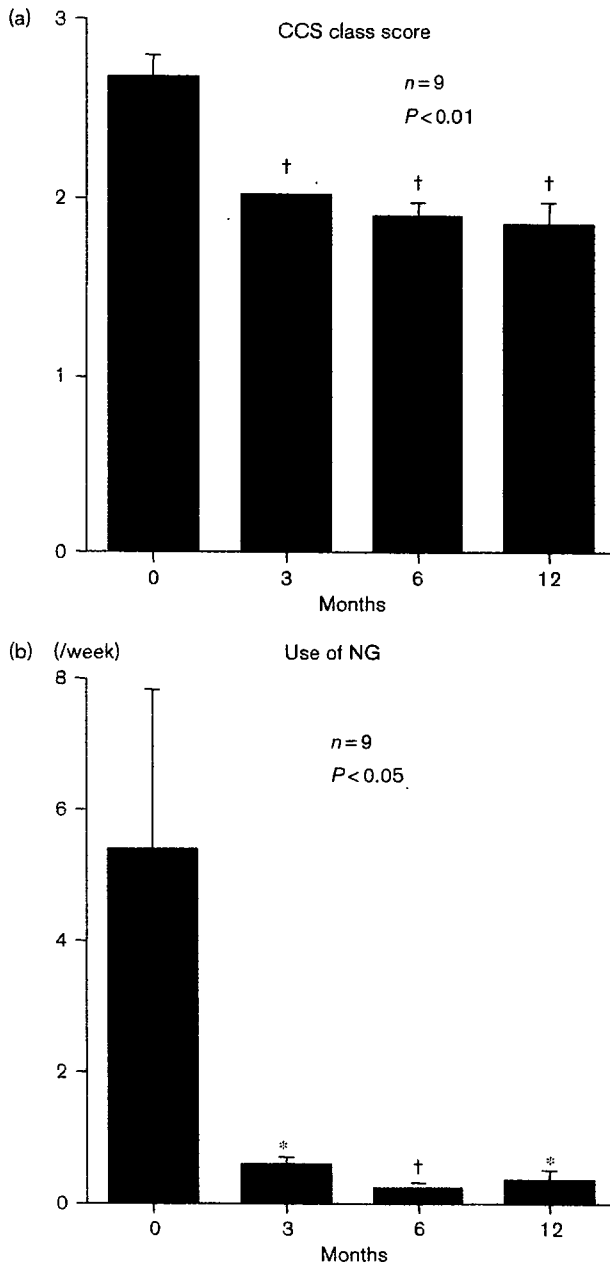 (a)
CCS class score
n=9
P<0.01
3
2
1
0
† † †
0 3 6 12
Months
(b) (/week) Use of NG
n=9
P<0.05
8
6
4
2
0
* † *
0 3 6 12
Months